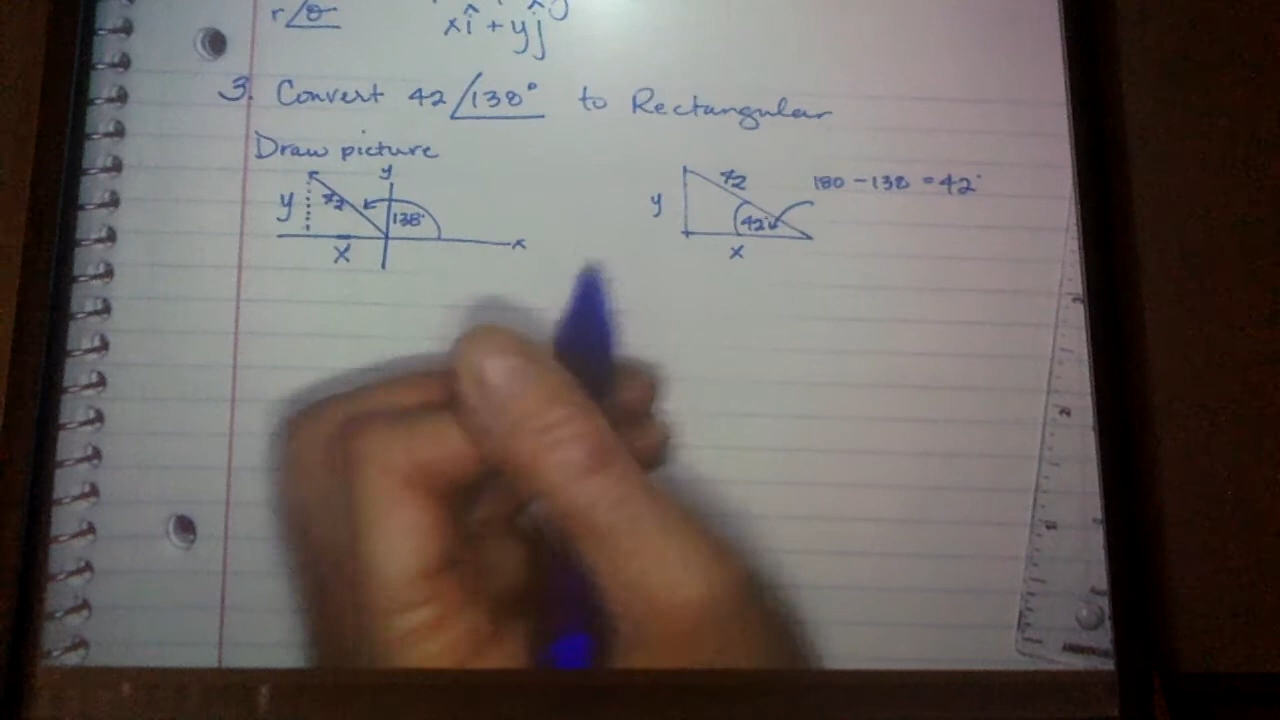 r∠θ
xî + yĵ
3. Convert 42∠138° to Rectangular
Draw picture
y
y
42
138°
x
x
y
42
42°
x
180 - 138 = 42°